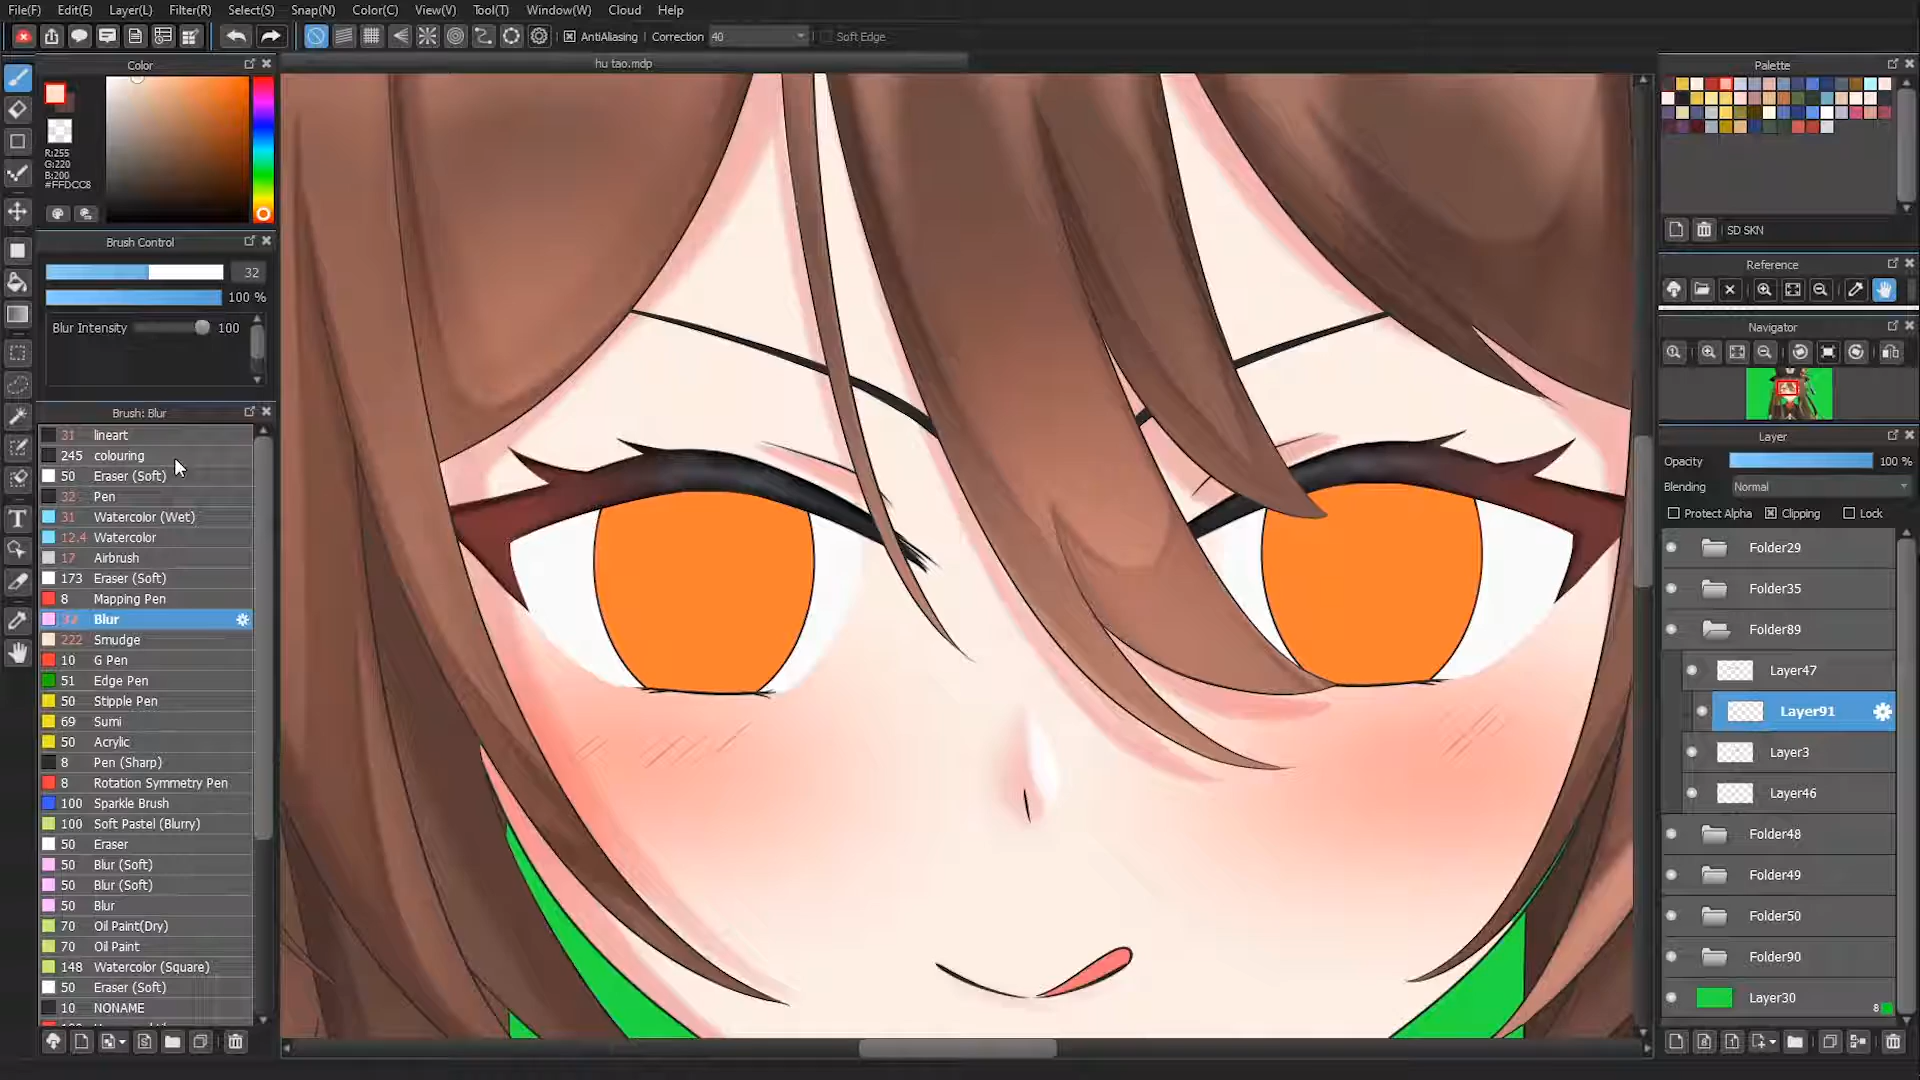 File(F) Edit(E) Layer(L) Filter(R) Select(S) Snap(N) Color(C) View(V) Tool(T) Window(W) Cloud Help
AntiAliasing Correction 40 Soft Edge
hu tao.mdp
Color
R:255
G:220
B:200
#FFDCC8
Brush Control
32
100 %
Blur Intensity 100
Brush: Blur
31 lineart
245 colouring
50 Eraser (Soft)
32 Pen
31 Watercolor (Wet)
12.4 Watercolor
17 Airbrush
173 Eraser (Soft)
8 Mapping Pen
32 Blur
222 Smudge
10 G Pen
51 Edge Pen
50 Stipple Pen
69 Sumi
50 Acrylic
8 Pen (Sharp)
8 Rotation Symmetry Pen
100 Sparkle Brush
100 Soft Pastel (Blurry)
50 Eraser
50 Blur (Soft)
50 Blur (Soft)
50 Blur
70 Oil Paint(Dry)
70 Oil Paint
148 Watercolor (Square)
50 Eraser (Soft)
10 NONAME
Palette
SD SKN
Reference
Navigator
Layer
Opacity 100 %
Blending Normal
Protect Alpha Clipping Lock
Folder29
Folder35
Folder89
Layer47
Layer91
Layer3
Layer46
Folder48
Folder49
Folder50
Folder90
Layer30
8